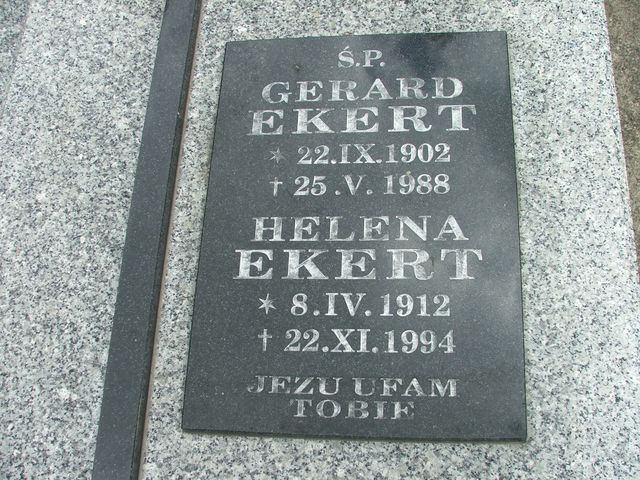 Ś.P.
GERARD
EKERT
* 22.IX.1902
† 25.V.1988
HELENA
EKERT
* 8.IV.1912
† 22.XI.1994
JEZU UFAM
TOBIE